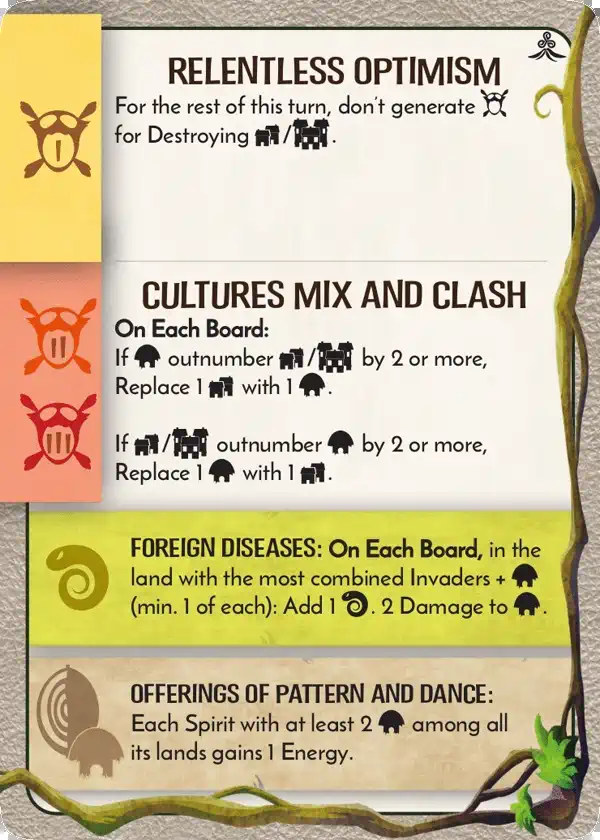 RELENTLESS OPTIMISM
For the rest of this turn, don't generate
for Destroying / .
I
CULTURES MIX AND CLASH
On Each Board:
If outnumber / by 2 or more,
Replace 1 with 1 .
II
If / outnumber by 2 or more,
Replace 1 with 1 .
III
FOREIGN DISEASES: On Each Board, in the
land with the most combined Invaders +
(min. 1 of each): Add 1 . 2 Damage to .
OFFERINGS OF PATTERN AND DANCE:
Each Spirit with at least 2 among all
its lands gains 1 Energy.